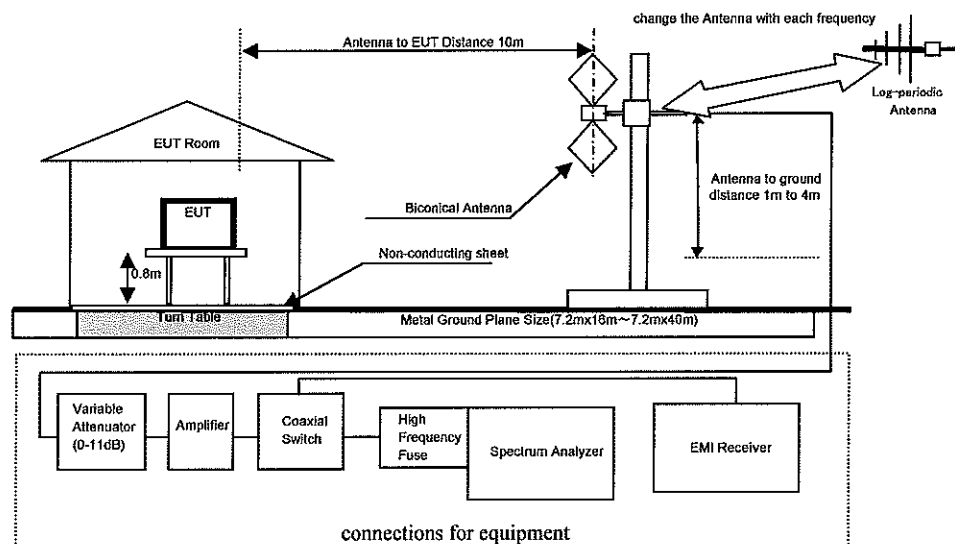 change the Antenna with each frequency
Antenna to EUT Distance 10m
Log-periodic
Antenna
EUT Room
EUT
Antenna to ground
distance 1m to 4m
Biconical Antenna
Non-conducting sheet
0.8m
Turn Table
Metal Ground Plane Size(7.2mx18m～7.2mx40m)
Variable
Attenuator
(0-11dB)
Amplifier
Coaxial
Switch
High
Frequency
Fuse
Spectrum Analyzer
EMI Receiver
connections for equipment